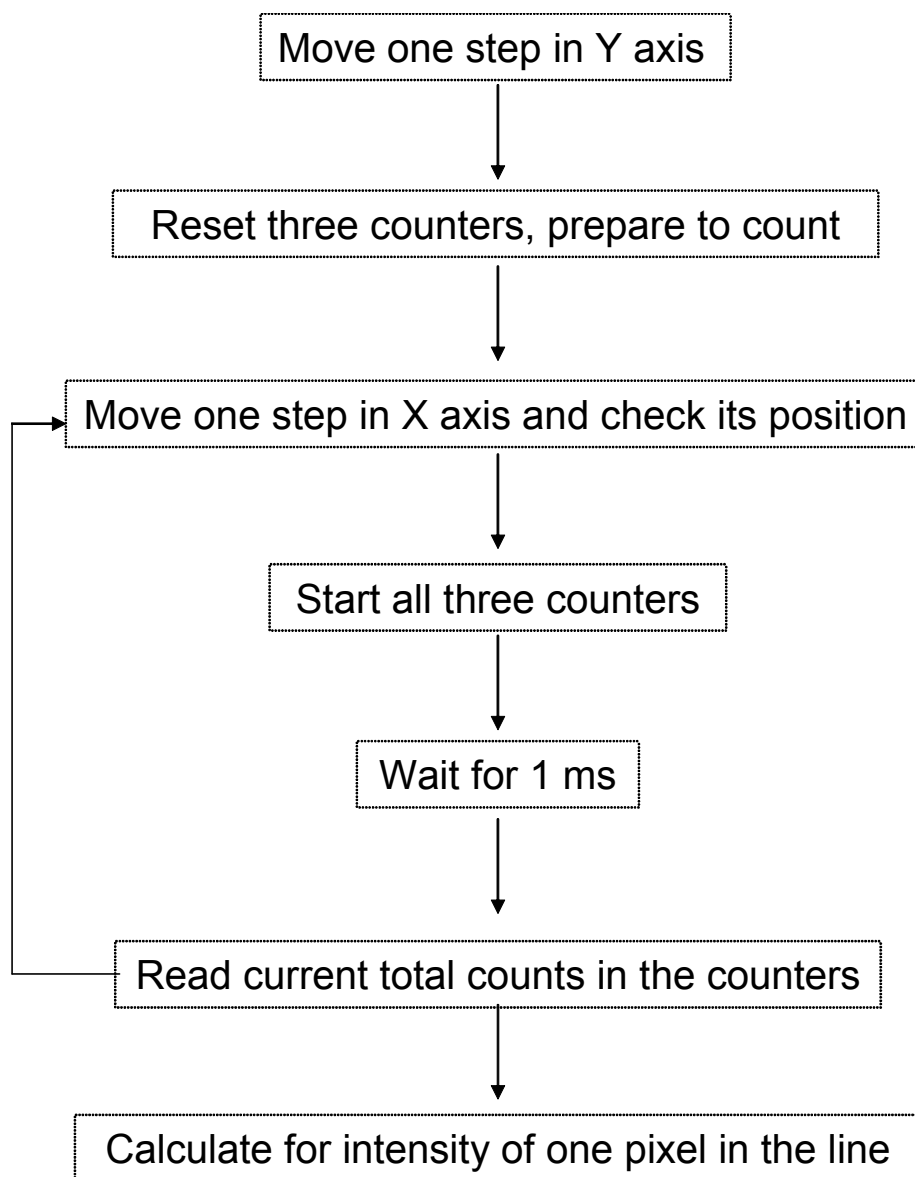 Move one step in Y axis
Reset three counters, prepare to count
Move one step in X axis and check its position
Start all three counters
Wait for 1 ms
Read current total counts in the counters
Calculate for intensity of one pixel in the line